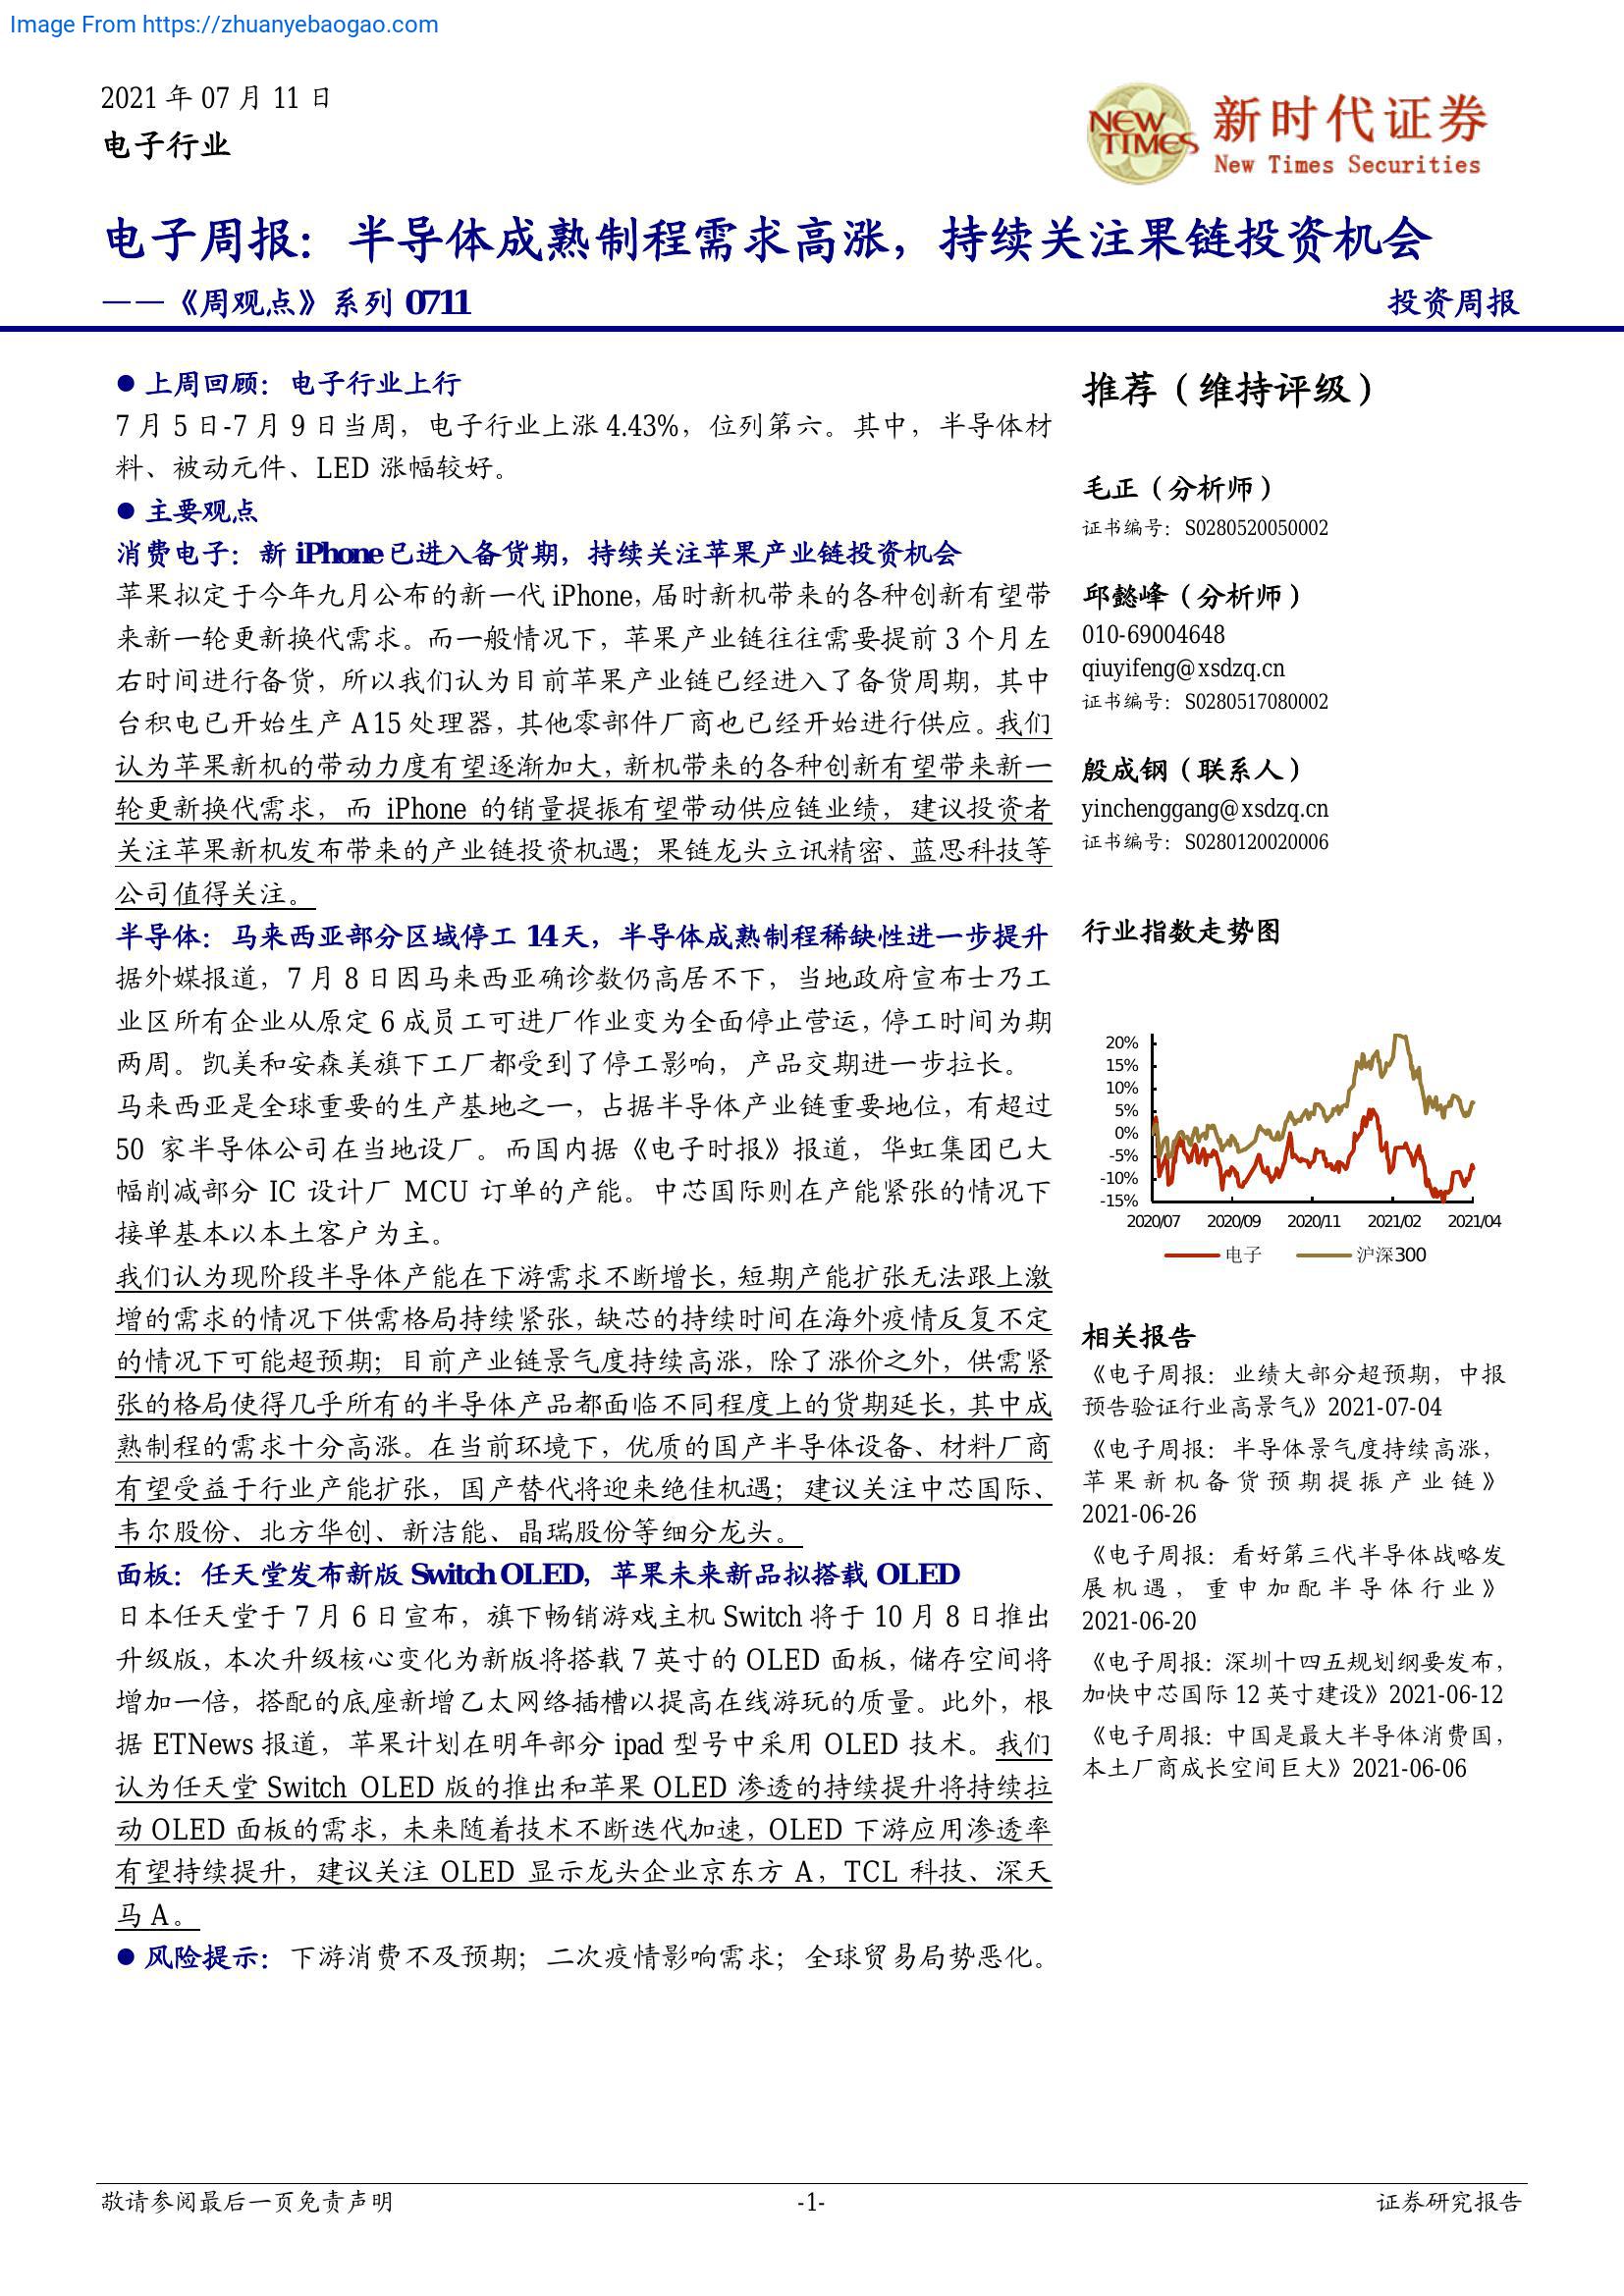 Image From https://zhuanyebaogao.com
2021 年 07 月 11 日
电子行业
NEW TIMES
新时代证券
New Times Securities
电子周报：半导体成熟制程需求高涨，持续关注果链投资机会
——《周观点》系列 0711
投资周报
● 上周回顾：电子行业上行
7 月 5 日-7 月 9 日当周，电子行业上涨 4.43%，位列第六。其中，半导体材
料、被动元件、LED 涨幅较好。
● 主要观点
消费电子：新 iPhone 已进入备货期，持续关注苹果产业链投资机会
苹果拟定于今年九月公布的新一代 iPhone，届时新机带来的各种创新有望带
来新一轮更新换代需求。而一般情况下，苹果产业链往往需要提前 3 个月左
右时间进行备货，所以我们认为目前苹果产业链已经进入了备货周期，其中
台积电已开始生产 A15 处理器，其他零部件厂商也已经开始进行供应。我们
认为苹果新机的带动力度有望逐渐加大，新机带来的各种创新有望带来新一
轮更新换代需求，而 iPhone 的销量提振有望带动供应链业绩，建议投资者
关注苹果新机发布带来的产业链投资机遇；果链龙头立讯精密、蓝思科技等
公司值得关注。
半导体：马来西亚部分区域停工 14 天，半导体成熟制程稀缺性进一步提升
据外媒报道，7 月 8 日因马来西亚确诊数仍高居不下，当地政府宣布士乃工
业区所有企业从原定 6 成员工可进厂作业变为全面停止营运，停工时间为期
两周。凯美和安森美旗下工厂都受到了停工影响，产品交期进一步拉长。
马来西亚是全球重要的生产基地之一，占据半导体产业链重要地位，有超过
50 家半导体公司在当地设厂。而国内据《电子时报》报道，华虹集团已大
幅削减部分 IC 设计厂 MCU 订单的产能。中芯国际则在产能紧张的情况下
接单基本以本土客户为主。
我们认为现阶段半导体产能在下游需求不断增长，短期产能扩张无法跟上激
增的需求的情况下供需格局持续紧张，缺芯的持续时间在海外疫情反复不定
的情况下可能超预期；目前产业链景气度持续高涨，除了涨价之外，供需紧
张的格局使得几乎所有的半导体产品都面临不同程度上的货期延长，其中成
熟制程的需求十分高涨。在当前环境下，优质的国产半导体设备、材料厂商
有望受益于行业产能扩张，国产替代将迎来绝佳机遇；建议关注中芯国际、
韦尔股份、北方华创、新洁能、晶瑞股份等细分龙头。
面板：任天堂发布新版 Switch OLED，苹果未来新品拟搭载 OLED
日本任天堂于 7 月 6 日宣布，旗下畅销游戏主机 Switch 将于 10 月 8 日推出
升级版，本次升级核心变化为新版将搭载 7 英寸的 OLED 面板，储存空间将
增加一倍，搭配的底座新增乙太网络插槽以提高在线游玩的质量。此外，根
据 ETNews 报道，苹果计划在明年部分 ipad 型号中采用 OLED 技术。我们
认为任天堂 Switch OLED 版的推出和苹果 OLED 渗透的持续提升将持续拉
动 OLED 面板的需求，未来随着技术不断迭代加速，OLED 下游应用渗透率
有望持续提升，建议关注 OLED 显示龙头企业京东方 A，TCL 科技、深天
马 A。
● 风险提示：下游消费不及预期；二次疫情影响需求；全球贸易局势恶化。
推荐（维持评级）
毛正（分析师）
证书编号：S0280520050002
邱懿峰（分析师）
010-69004648
qiuyifeng@xsdzq.cn
证书编号：S0280517080002
殷成钢（联系人）
yinchenggang@xsdzq.cn
证书编号：S0280120020006
行业指数走势图
20%
15%
10%
5%
0%
-5%
-10%
-15%
2020/07 2020/09 2020/11 2021/02 2021/04
电子 沪深300
相关报告
《电子周报：业绩大部分超预期，中报
预告验证行业高景气》2021-07-04
《电子周报：半导体景气度持续高涨，
苹果新机备货预期提振产业链》
2021-06-26
《电子周报：看好第三代半导体战略发
展机遇，重申加配半导体行业》
2021-06-20
《电子周报：深圳十四五规划纲要发布，
加快中芯国际 12 英寸建设》2021-06-12
《电子周报：中国是最大半导体消费国，
本土厂商成长空间巨大》2021-06-06
敬请参阅最后一页免责声明
-1-
证券研究报告